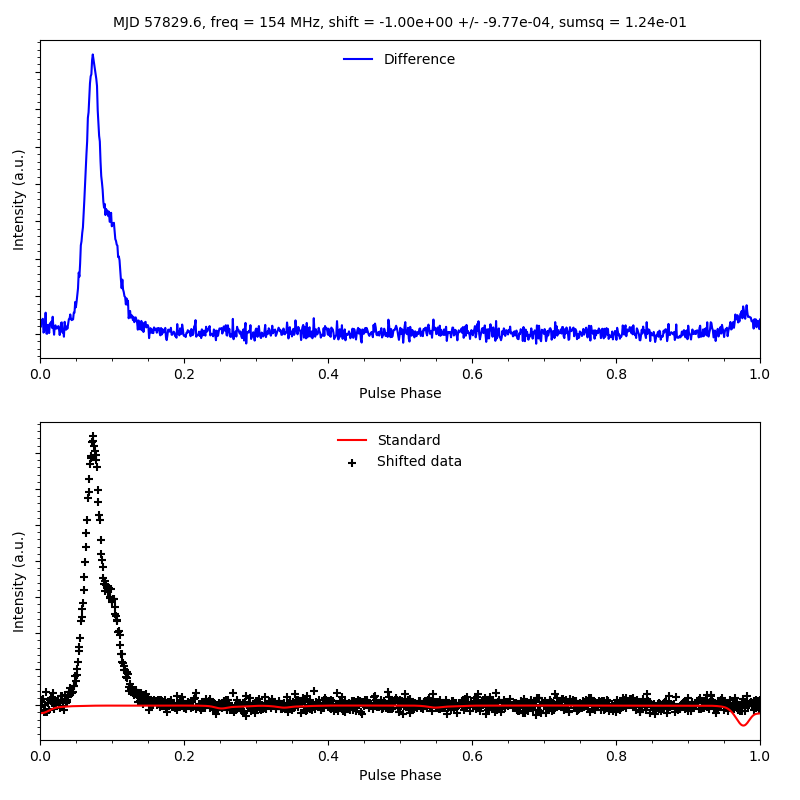 MJD 57829.6, freq = 154 MHz, shift = -1.00e+00 +/- -9.77e-04, sumsq = 1.24e-01
Difference
Intensity (a.u.)
0.0 0.2 0.4 0.6 0.8 1.0
Pulse Phase
Standard
Shifted data
Intensity (a.u.)
0.0 0.2 0.4 0.6 0.8 1.0
Pulse Phase